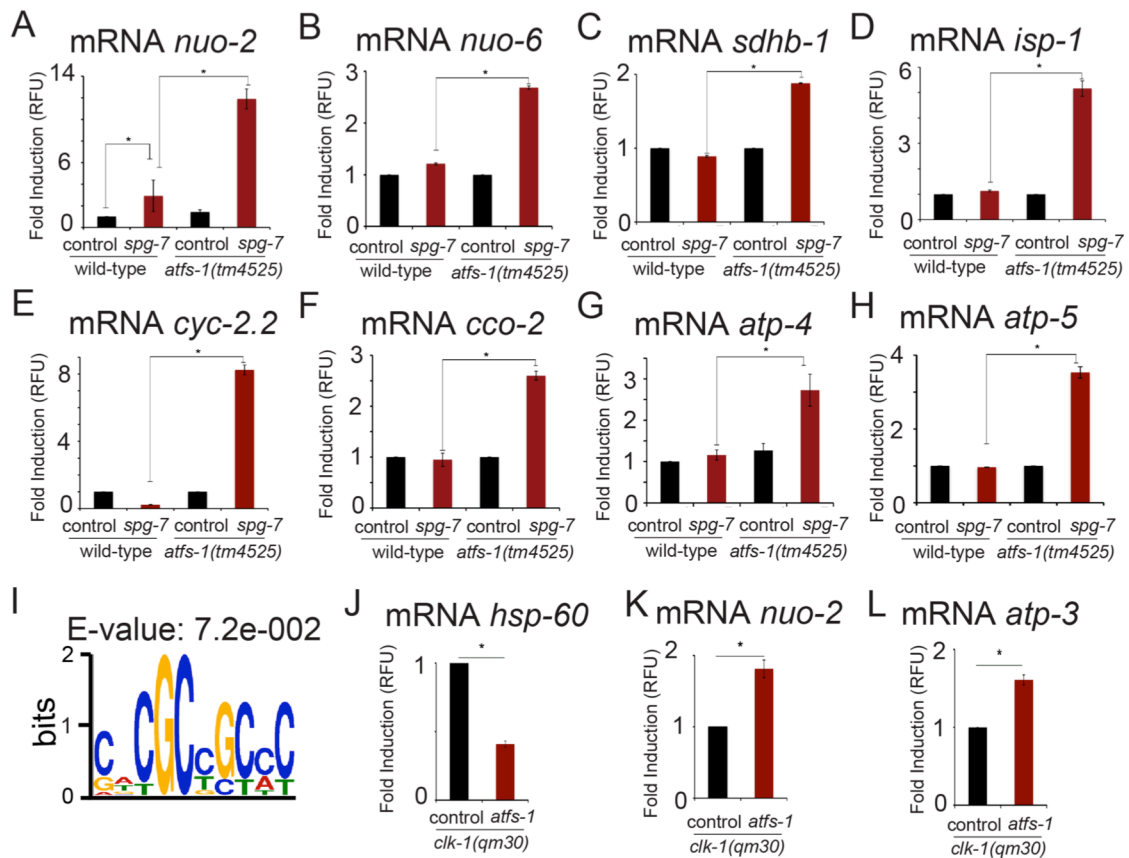 A
mRNA nuo-2
Fold Induction (RFU)
14
6
0
*
*
control spg-7 control spg-7
wild-type atfs-1(tm4525)
B
mRNA nuo-6
Fold Induction (RFU)
3
2
1
0
*
control spg-7 control spg-7
wild-type atfs-1(tm4525)
C
mRNA sdhb-1
Fold Induction (RFU)
2
1
0
*
control spg-7 control spg-7
wild-type atfs-1(tm4525)
D
mRNA isp-1
Fold Induction (RFU)
6
4
2
1
0
*
control spg-7 control spg-7
wild-type atfs-1(tm4525)
E
mRNA cyc-2.2
Fold Induction (RFU)
8
4
1
0
*
control spg-7 control spg-7
wild-type atfs-1(tm4525)
F
mRNA cco-2
Fold Induction (RFU)
3
2
1
0
*
control spg-7 control spg-7
wild-type atfs-1(tm4525)
G
mRNA atp-4
Fold Induction (RFU)
3
2
1
0
*
control spg-7 control spg-7
wild-type atfs-1(tm4525)
H
mRNA atp-5
Fold Induction (RFU)
4
2
1
0
*
control spg-7 control spg-7
wild-type atfs-1(tm4525)
I
E-value: 7.2e-002
bits
2
1
0
CACGCCGCCC
GTTTCTAT
J
mRNA hsp-60
Fold Induction (RFU)
1
0
*
control atfs-1
clk-1(qm30)
K
mRNA nuo-2
Fold Induction (RFU)
2
1
0
*
control atfs-1
clk-1(qm30)
L
mRNA atp-3
Fold Induction (RFU)
2
1
0
*
control atfs-1
clk-1(qm30)